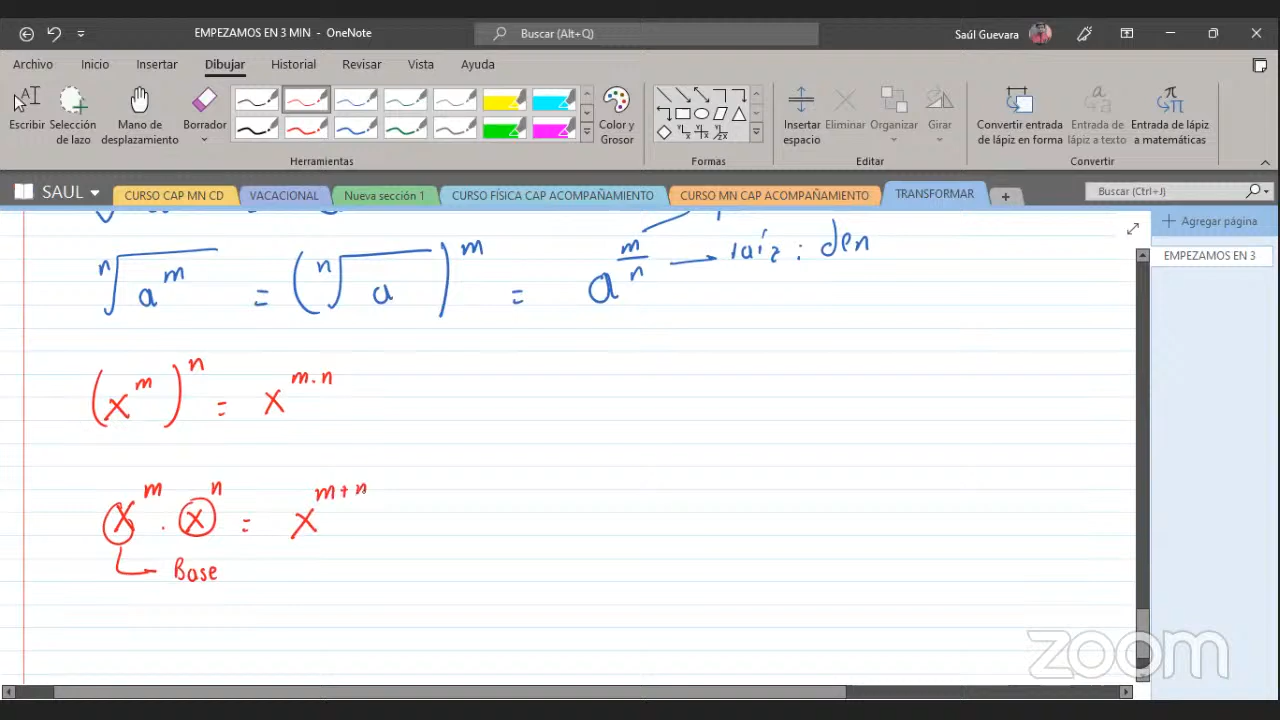 EMPEZAMOS EN 3 MIN - OneNote
Buscar (Alt+Q)
Saúl Guevara
Archivo Inicio Insertar Dibujar Historial Revisar Vista Ayuda
Escribir
Selección de lazo
Mano de desplazamiento
Borrador
Color y Grosor
Insertar espacio
Eliminar
Organizar
Girar
Convertir entrada de lápiz en forma
Entrada de lápiz a texto
Entrada de lápiz a matemáticas
Herramientas Formas Editar Convertir
SAUL CURSO CAP MN CD VACACIONAL Nueva sección 1 CURSO FÍSICA CAP ACOMPAÑAMIENTO CURSO MN CAP ACOMPAÑAMIENTO TRANSFORMAR
Buscar (Ctrl+J)
Agregar página
EMPEZAMOS EN 3
ⁿ√(a^m) = (ⁿ√a)^m = a^(m/n) → raíz : den
(x^m)^n = x^(m·n)
x^m · x^n = x^(m+n)
Base
zoom